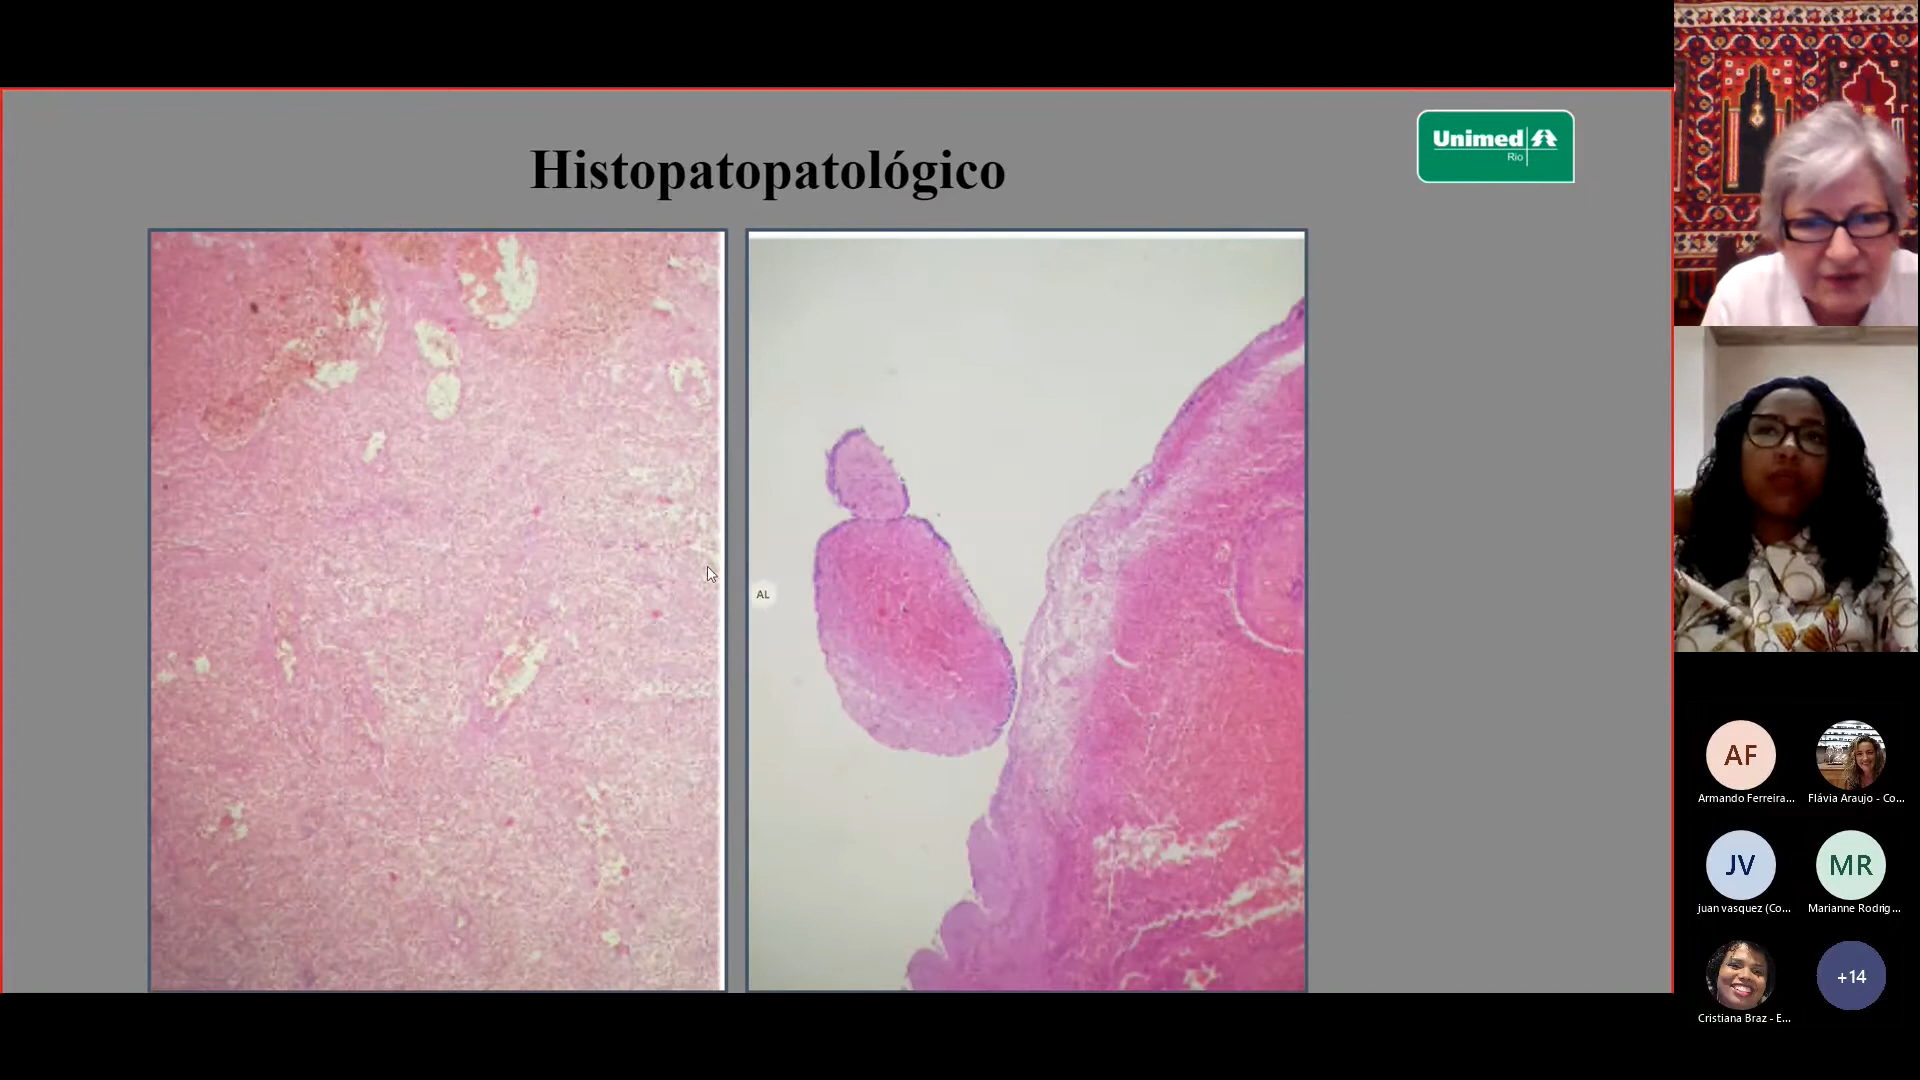 Histopatopatológico
Unimed
Rio
AL
AF
Armando Ferreira...
Flávia Araujo - Co...
JV
juan vasquez (Co...
MR
Marianne Rodrig...
Cristiana Braz - E...
+14